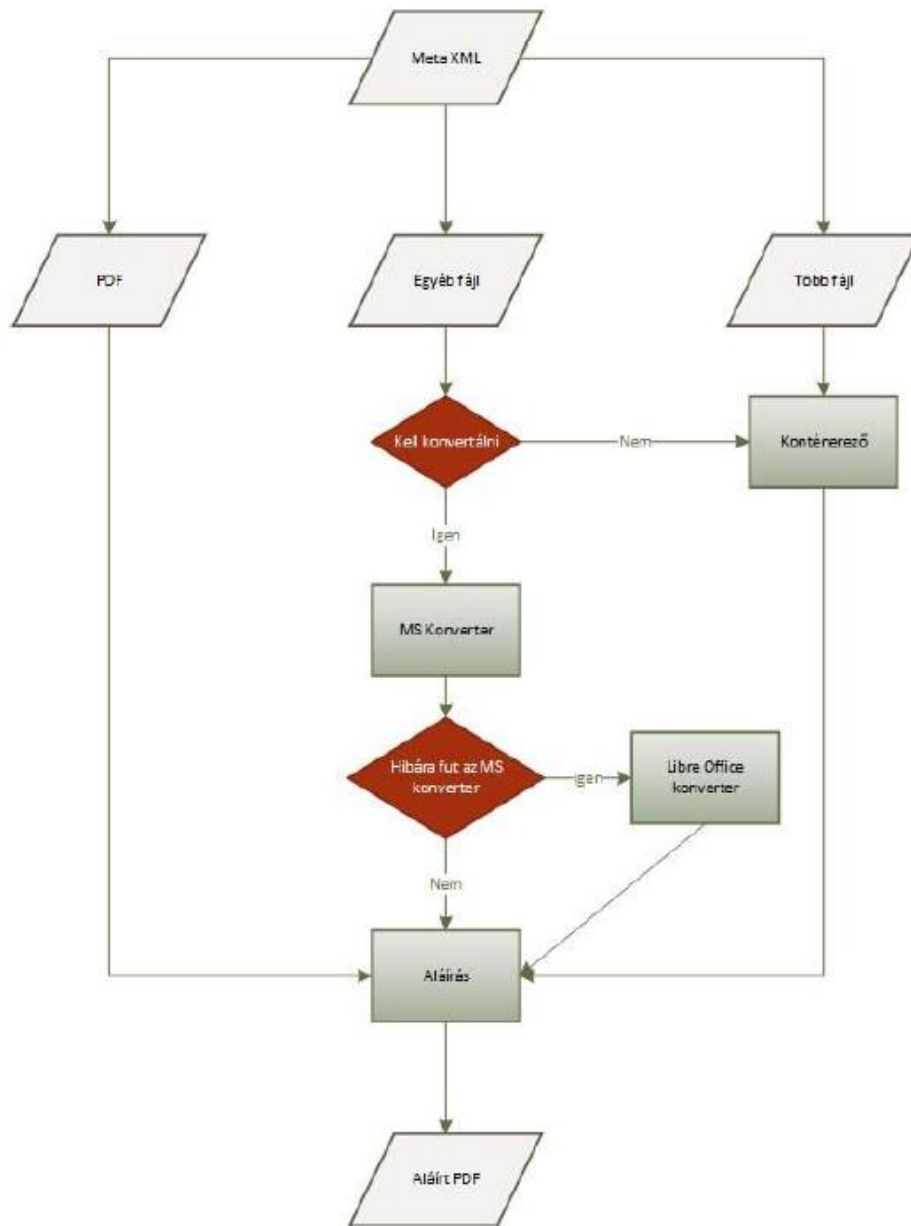 Meta XML
PDF
Egyéb fájl
Több fájl
Kell konvertálni
Nem
Konténerező
Igen
MS Konverter
Hibára fut az MS
konverter
Igen
Libre Office
konverter
Nem
Aláírás
Aláírt PDF